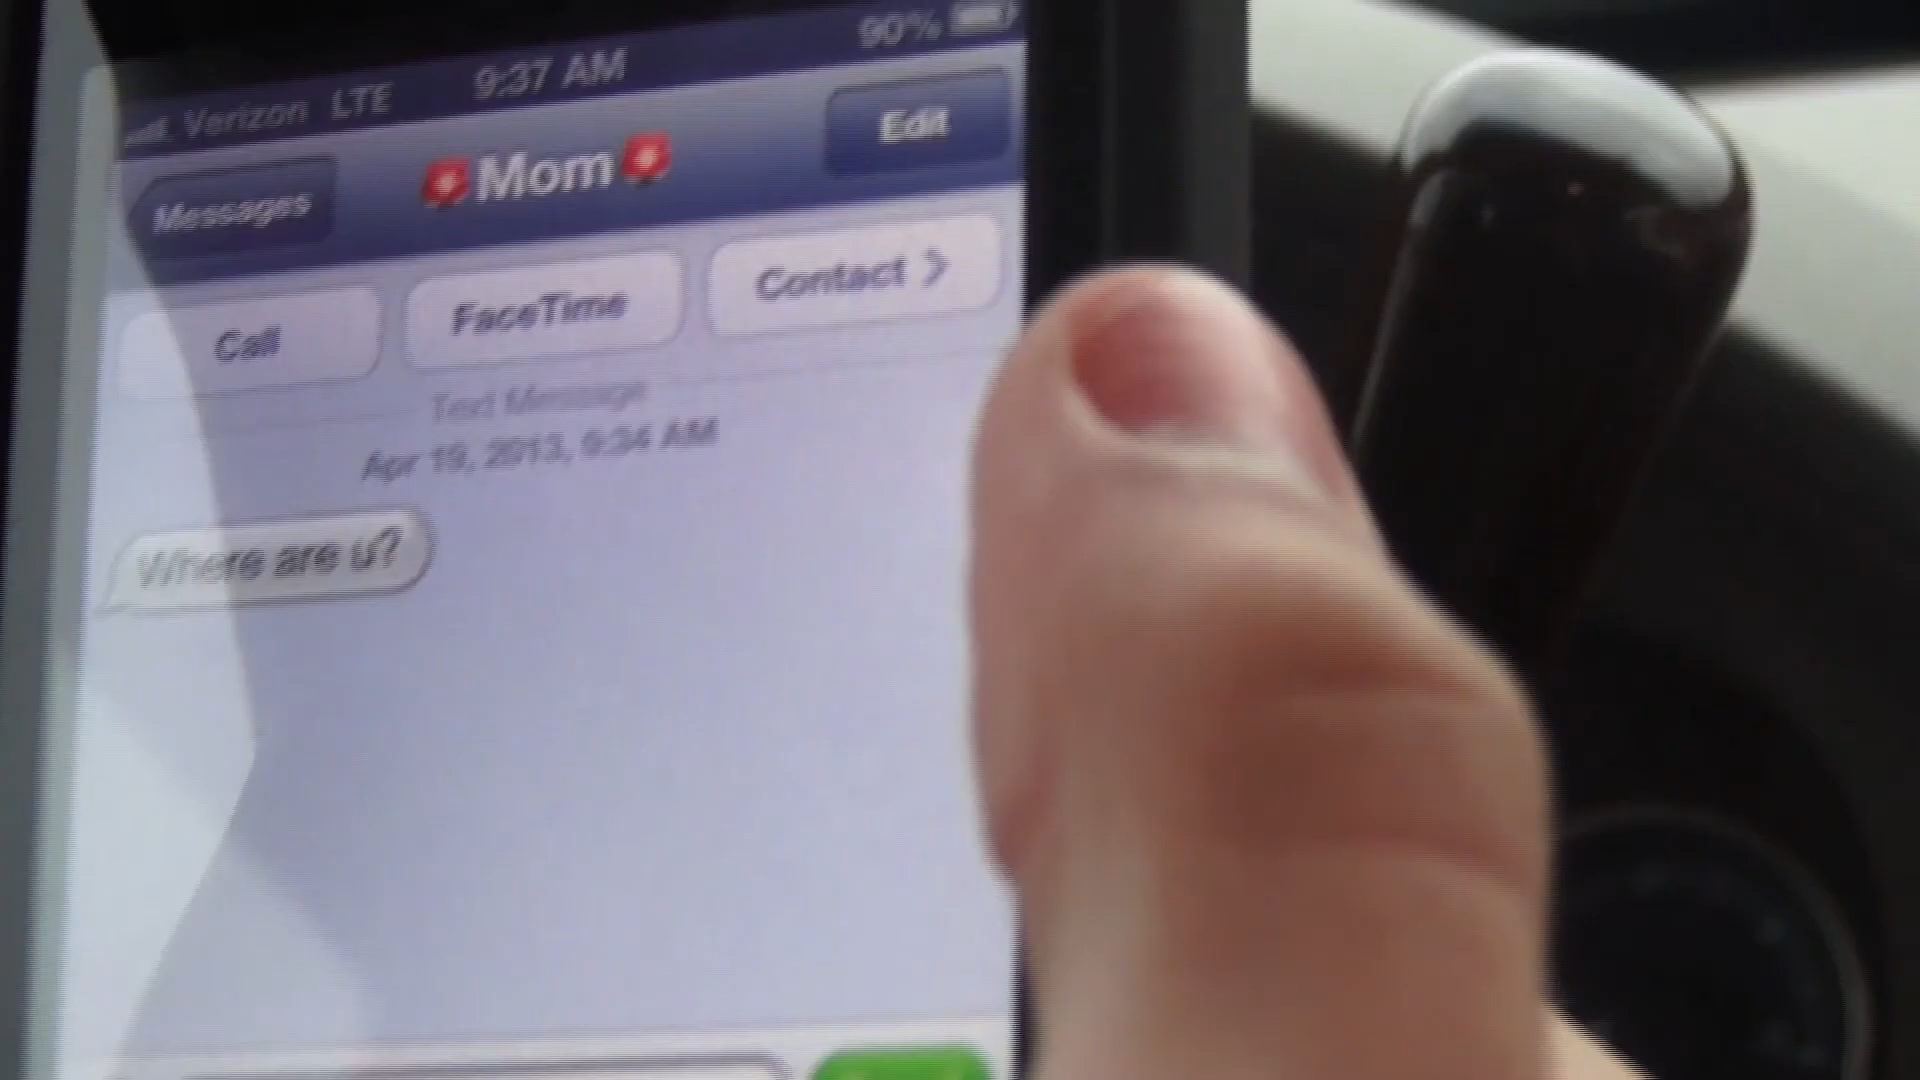 Verizon LTE 9:37 AM 90%
Messages Mom Edit
Call FaceTime Contact
Text Message
Apr 19, 2013, 9:34 AM
Where are u?